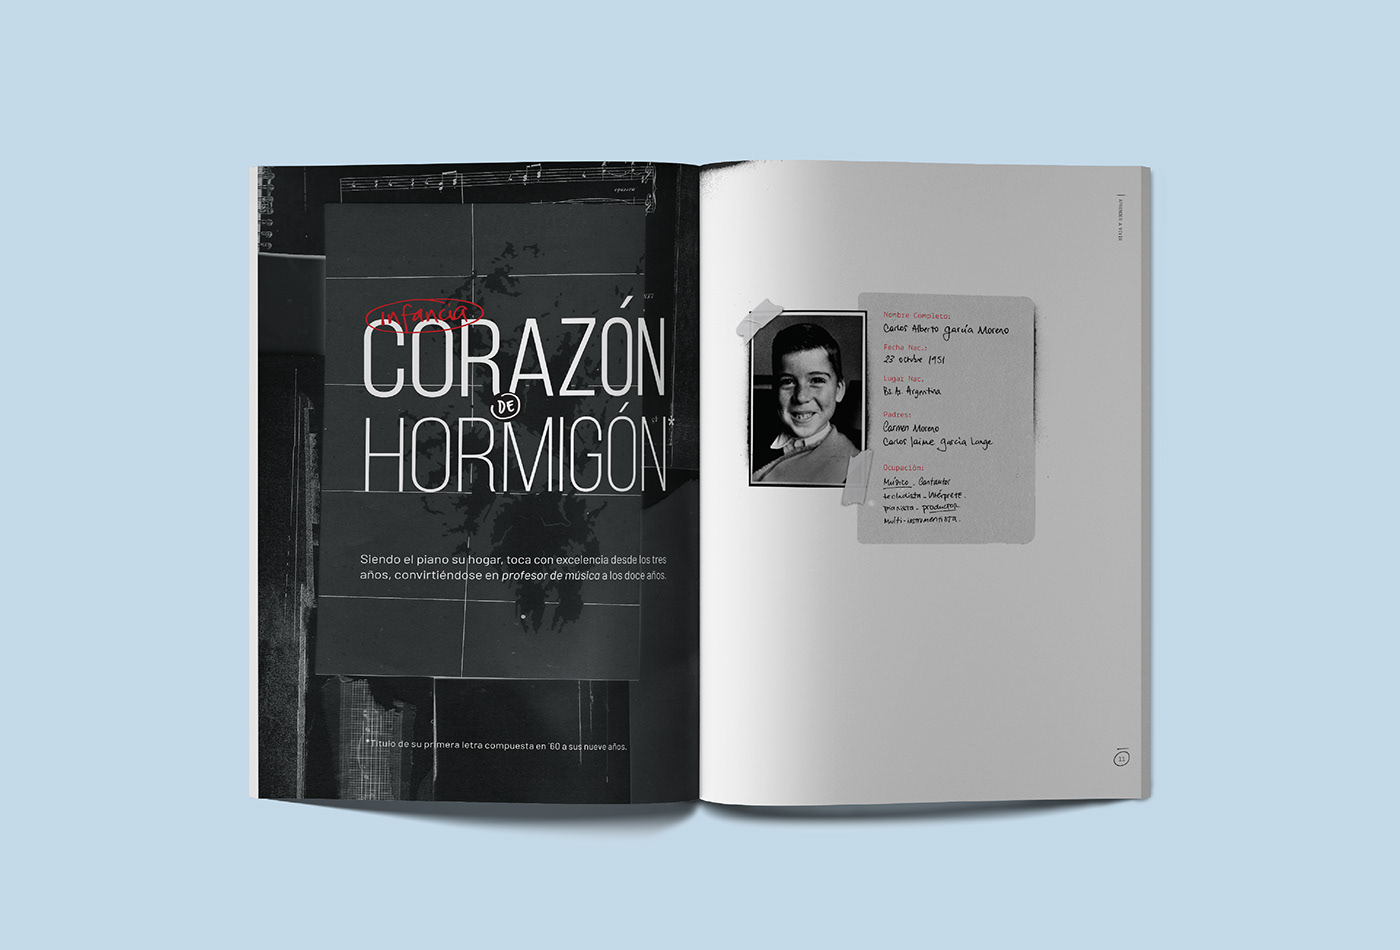 opaziro
infancia
CORAZÓN
DE
HORMIGÓN*
Siendo el piano su hogar, toca con excelencia desde los tres
años, convirtiéndose en profesor de música a los doce años.
*Título de su primera letra compuesta en ´60 a sus nueve años.
APRENDER A VIVIR
Nombre Completo:
Carlos Alberto García Moreno
Fecha Nac.:
23 octubre 1951
Lugar Nac.
Bs. As. Argentina
Padres:
Carmen Moreno
Carlos Jaime García Lange
Ocupación:
Músico - Cantautor
tecladista - Intérprete.
pianista - productor
multi-instrumentista.
11